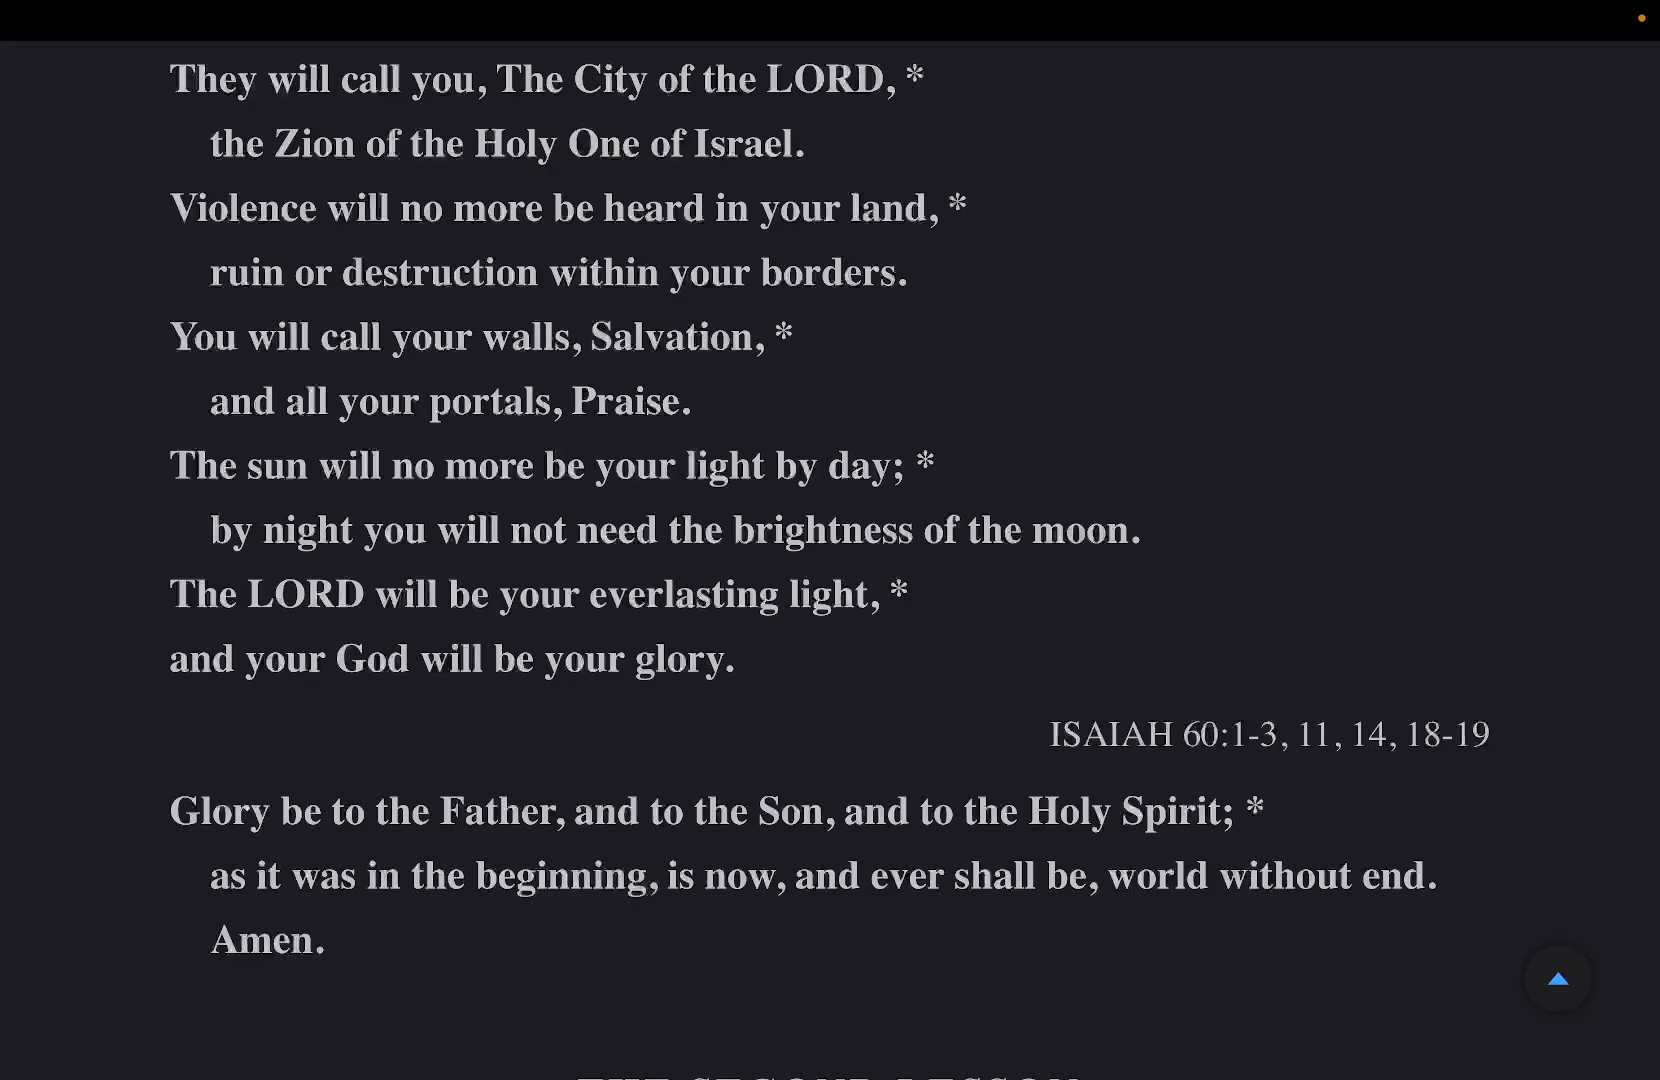 They will call you, The City of the LORD, *
the Zion of the Holy One of Israel.
Violence will no more be heard in your land, *
ruin or destruction within your borders.
You will call your walls, Salvation, *
and all your portals, Praise.
The sun will no more be your light by day; *
by night you will not need the brightness of the moon.
The LORD will be your everlasting light, *
and your God will be your glory.
ISAIAH 60:1-3, 11, 14, 18-19
Glory be to the Father, and to the Son, and to the Holy Spirit; *
as it was in the beginning, is now, and ever shall be, world without end.
Amen.
THE SECOND LESSON